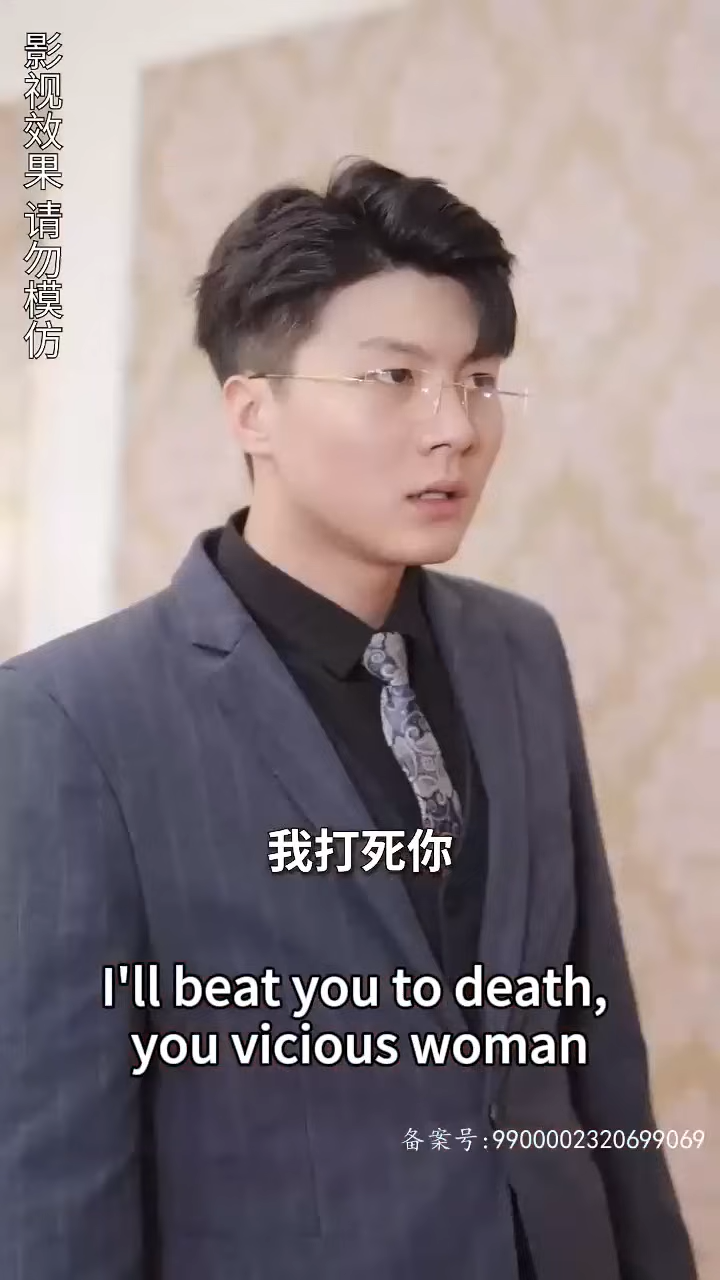 影视效果 请勿模仿
我打死你
I'll beat you to death,
you vicious woman
备案号:9900002320699069